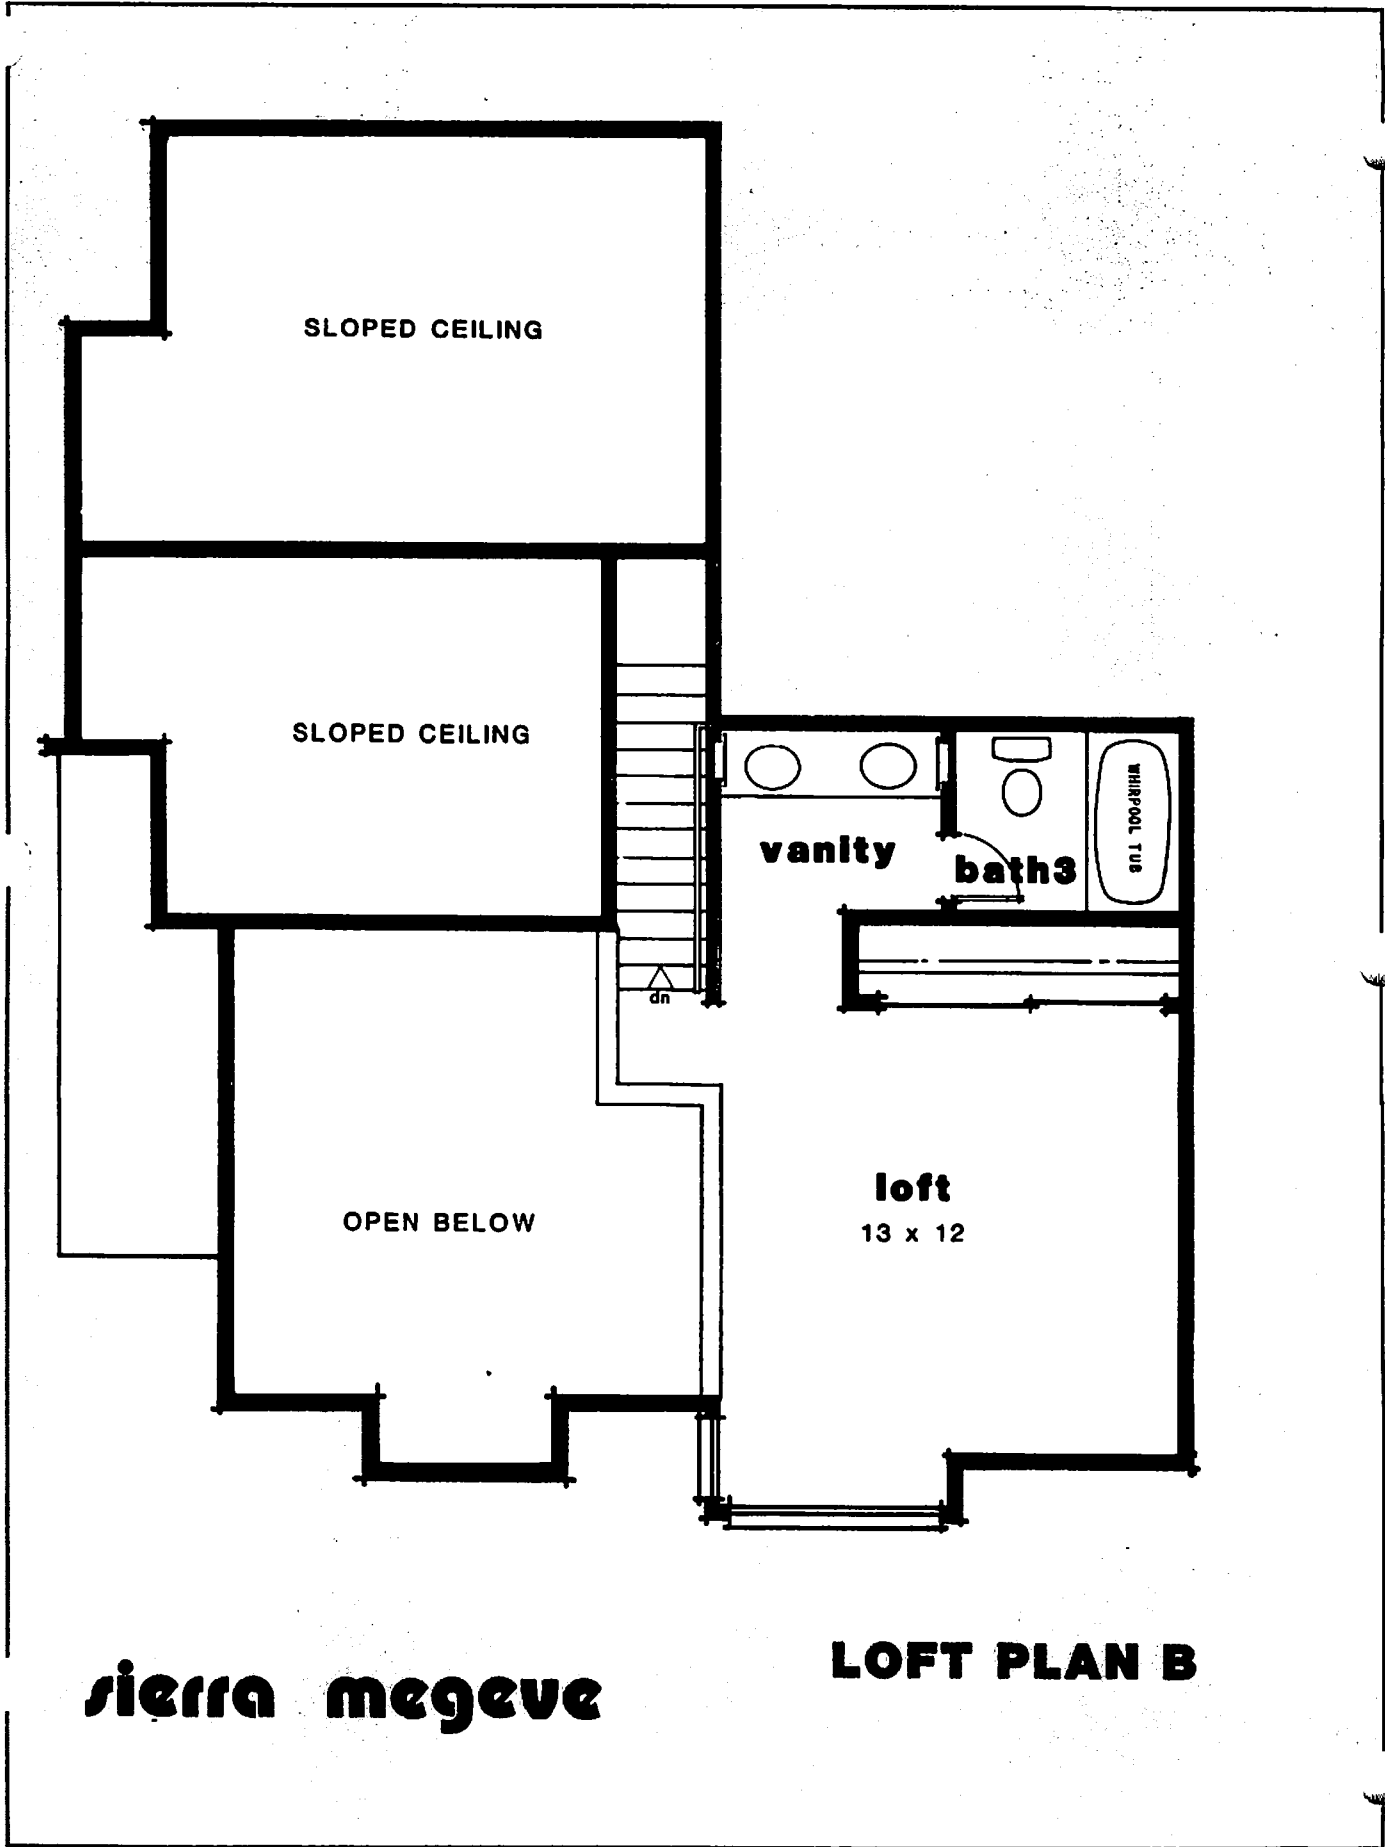 SLOPED CEILING
SLOPED CEILING
WHIRPOOL TUB
vanity
bath3
dn
loft
13 x 12
OPEN BELOW
LOFT PLAN B
sierra megeve